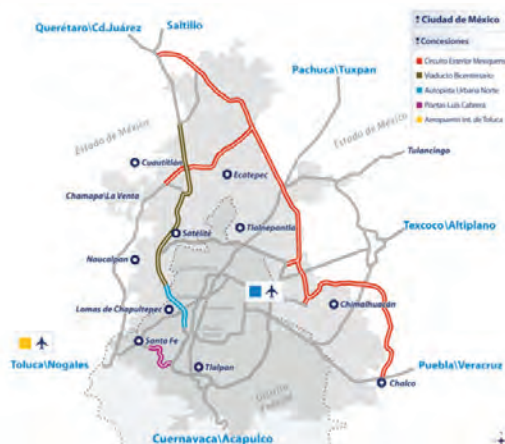 Querétaro\Cd.Juárez
Saltillo
Ciudad de México
Concesiones
Circuito Exterior Mexiquense
Viaducto Bicentenario
Autopista Urbana Norte
Poetas Luis Cabrera
Aeropuerto Int. de Toluca
Pachuca\Tuxpan
Estado de México
Estado de México
Tulancingo
Cuautitlán
Ecatepec
Chamapa\La Venta
Tlalnepantla
Texcoco\Altiplano
Satélite
Naucalpan
Lomas de Chapultepec
Chimalhuacán
Santa Fe
Toluca\Nogales
Tlalpan
Puebla\Veracruz
Chalco
Distrito Federal
Cuernavaca\Acapulco